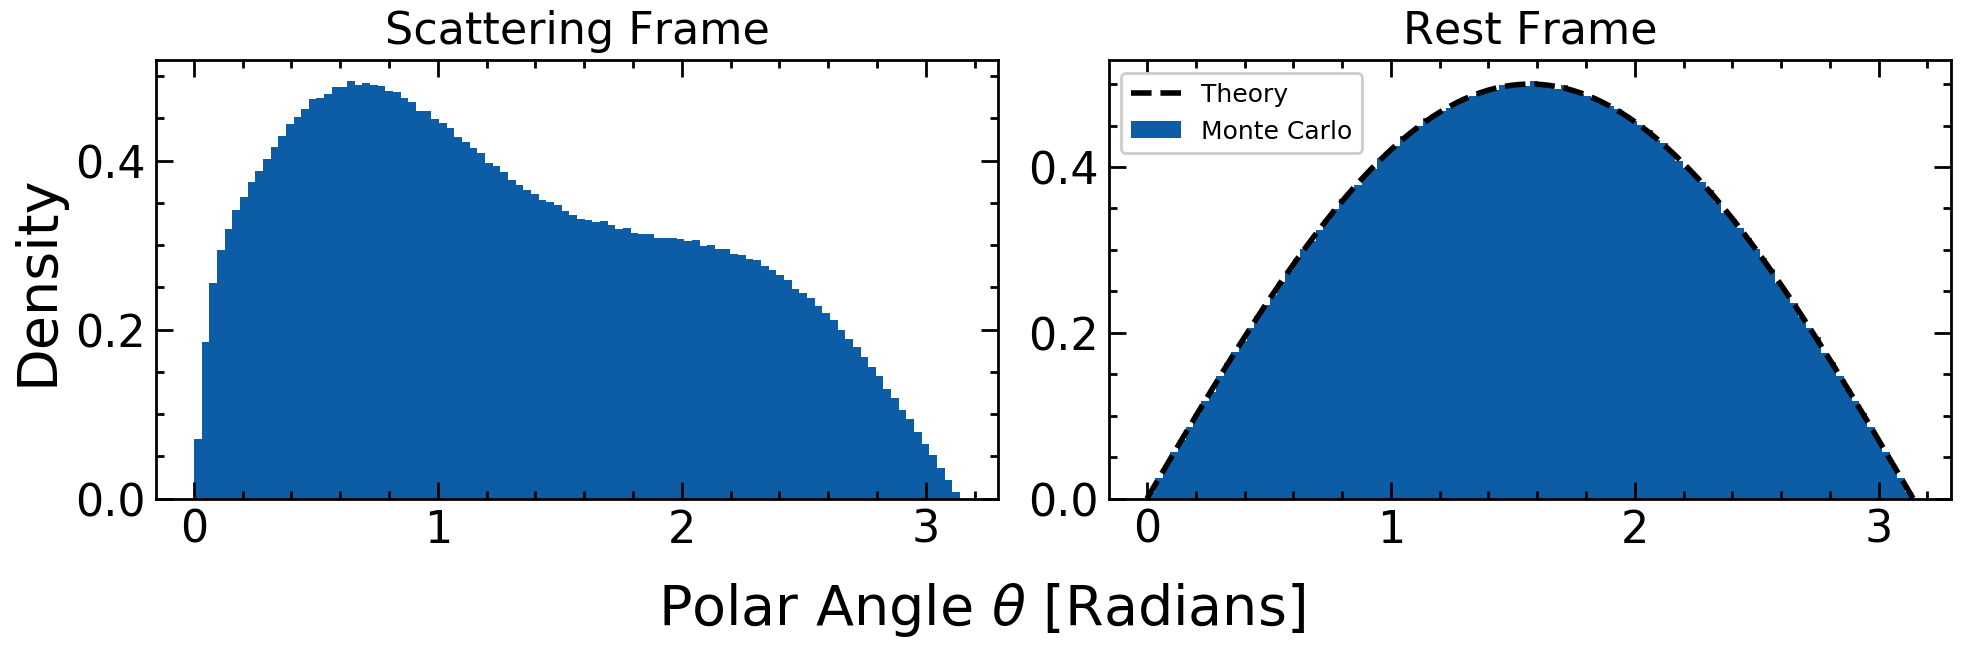 Scattering Frame
Rest Frame
Density
0.4
0.2
0.0
0
1
2
3
Theory
Monte Carlo
0.4
0.2
0.0
0
1
2
3
Polar Angle θ [Radians]